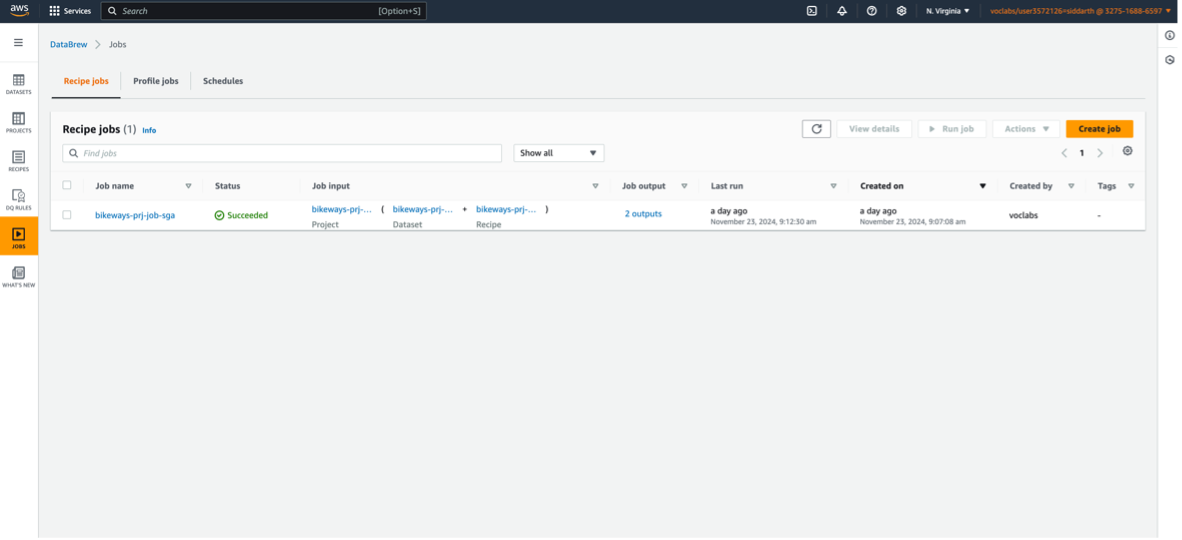 aws Services Search [Option+S] N. Virginia voclabs/user3572126=siddarth @ 3275-1688-6597
DataBrew Jobs
DATASETS
PROJECTS
RECIPES
DQ RULES
JOBS
WHAT'S NEW
Recipe jobs Profile jobs Schedules
Recipe jobs (1) Info View details Run job Actions Create job
Find jobs Show all 1
Job name Status Job input Job output Last run Created on Created by Tags
bikeways-prj-job-sga Succeeded bikeways-prj-... ( bikeways-prj-... + bikeways-prj-... ) 2 outputs a day ago a day ago voclabs -
Project Dataset Recipe November 23, 2024, 9:12:30 am November 23, 2024, 9:07:08 am